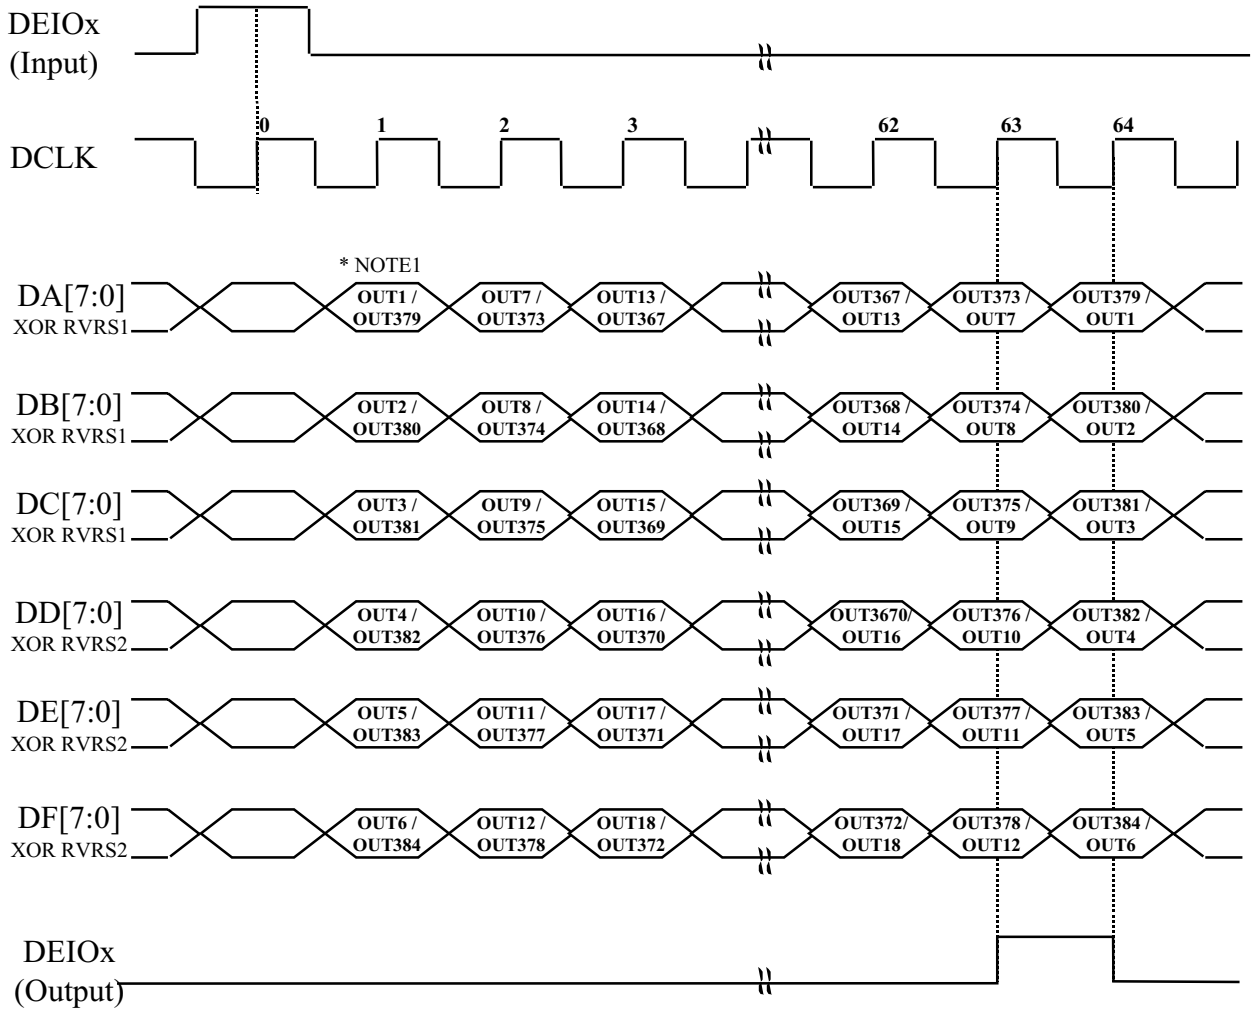 DEIOx
(Input)
0 1 2 3 62 63 64
DCLK
* NOTE1
DA[7:0]
XOR RVRS1
OUT1 / OUT7 / OUT13 / OUT367 / OUT373 / OUT379 /
OUT379 OUT373 OUT367 OUT13 OUT7 OUT1
DB[7:0]
XOR RVRS1
OUT2 / OUT8 / OUT14 / OUT368 / OUT374 / OUT380 /
OUT380 OUT374 OUT368 OUT14 OUT8 OUT2
DC[7:0]
XOR RVRS1
OUT3 / OUT9 / OUT15 / OUT369 / OUT375 / OUT381 /
OUT381 OUT375 OUT369 OUT15 OUT9 OUT3
DD[7:0]
XOR RVRS2
OUT4 / OUT10 / OUT16 / OUT3670/ OUT376 / OUT382 /
OUT382 OUT376 OUT370 OUT16 OUT10 OUT4
DE[7:0]
XOR RVRS2
OUT5 / OUT11 / OUT17 / OUT371 / OUT377 / OUT383 /
OUT383 OUT377 OUT371 OUT17 OUT11 OUT5
DF[7:0]
XOR RVRS2
OUT6 / OUT12 / OUT18 / OUT372/ OUT378 / OUT384 /
OUT384 OUT378 OUT372 OUT18 OUT12 OUT6
DEIOx
(Output)